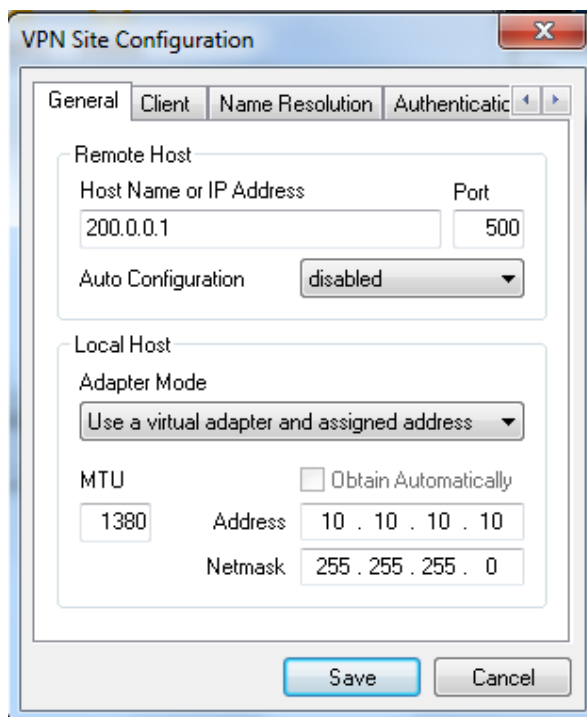 VPN Site Configuration
General Client Name Resolution Authenticatic
Remote Host
Host Name or IP Address Port
200.0.0.1 500
Auto Configuration disabled
Local Host
Adapter Mode
Use a virtual adapter and assigned address
MTU Obtain Automatically
1380 Address 10 . 10 . 10 . 10
Netmask 255 . 255 . 255 . 0
Save Cancel